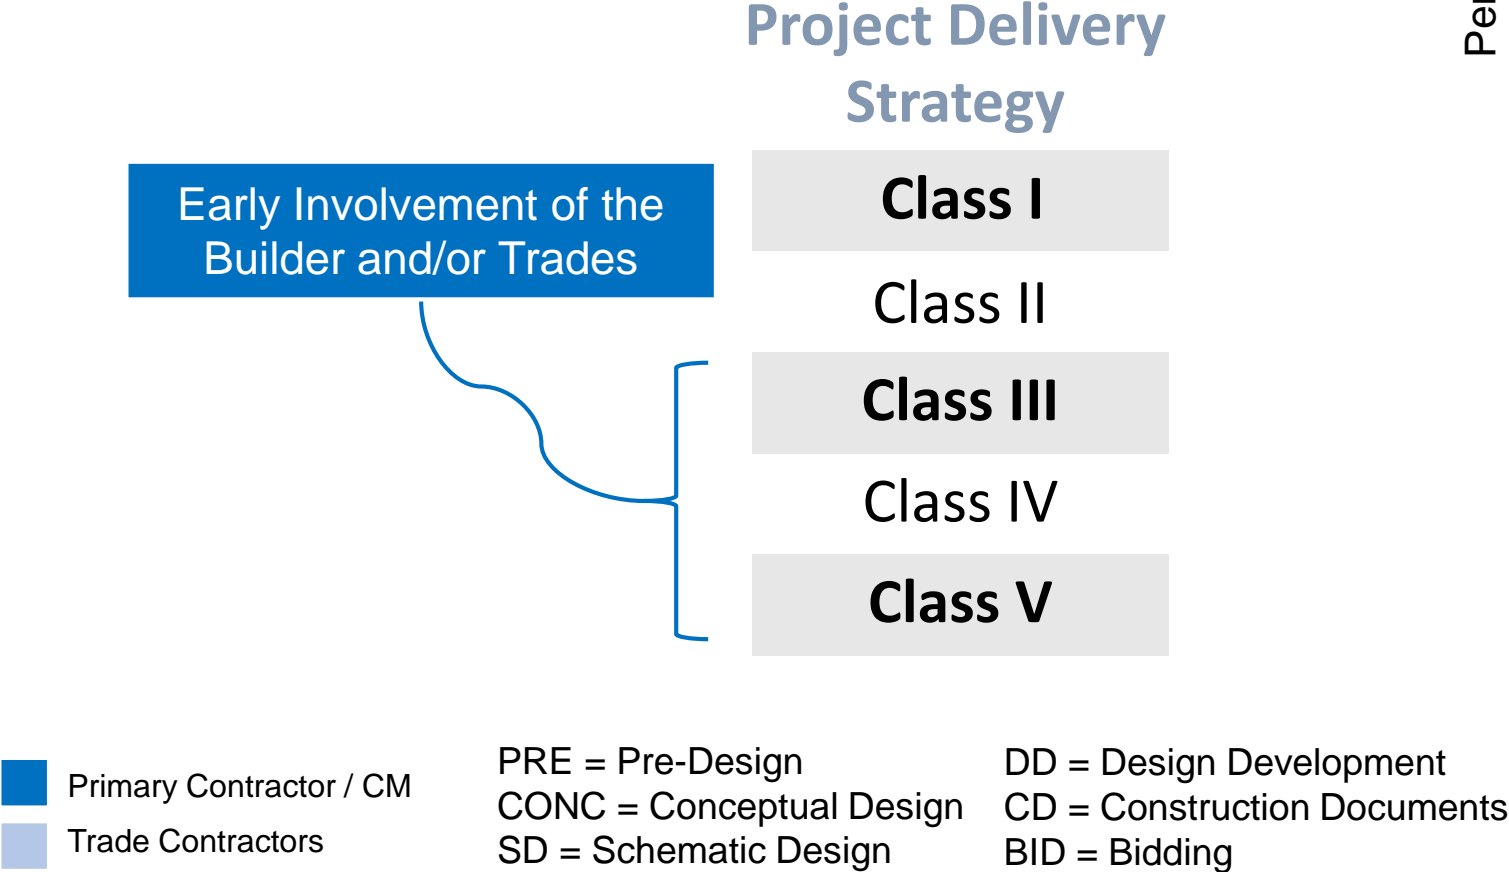 Project Delivery
Strategy
Early Involvement of the
Builder and/or Trades
Class I
Class II
Class III
Class IV
Class V
Primary Contractor / CM
Trade Contractors
PRE = Pre-Design
CONC = Conceptual Design
SD = Schematic Design
DD = Design Development
CD = Construction Documents
BID = Bidding